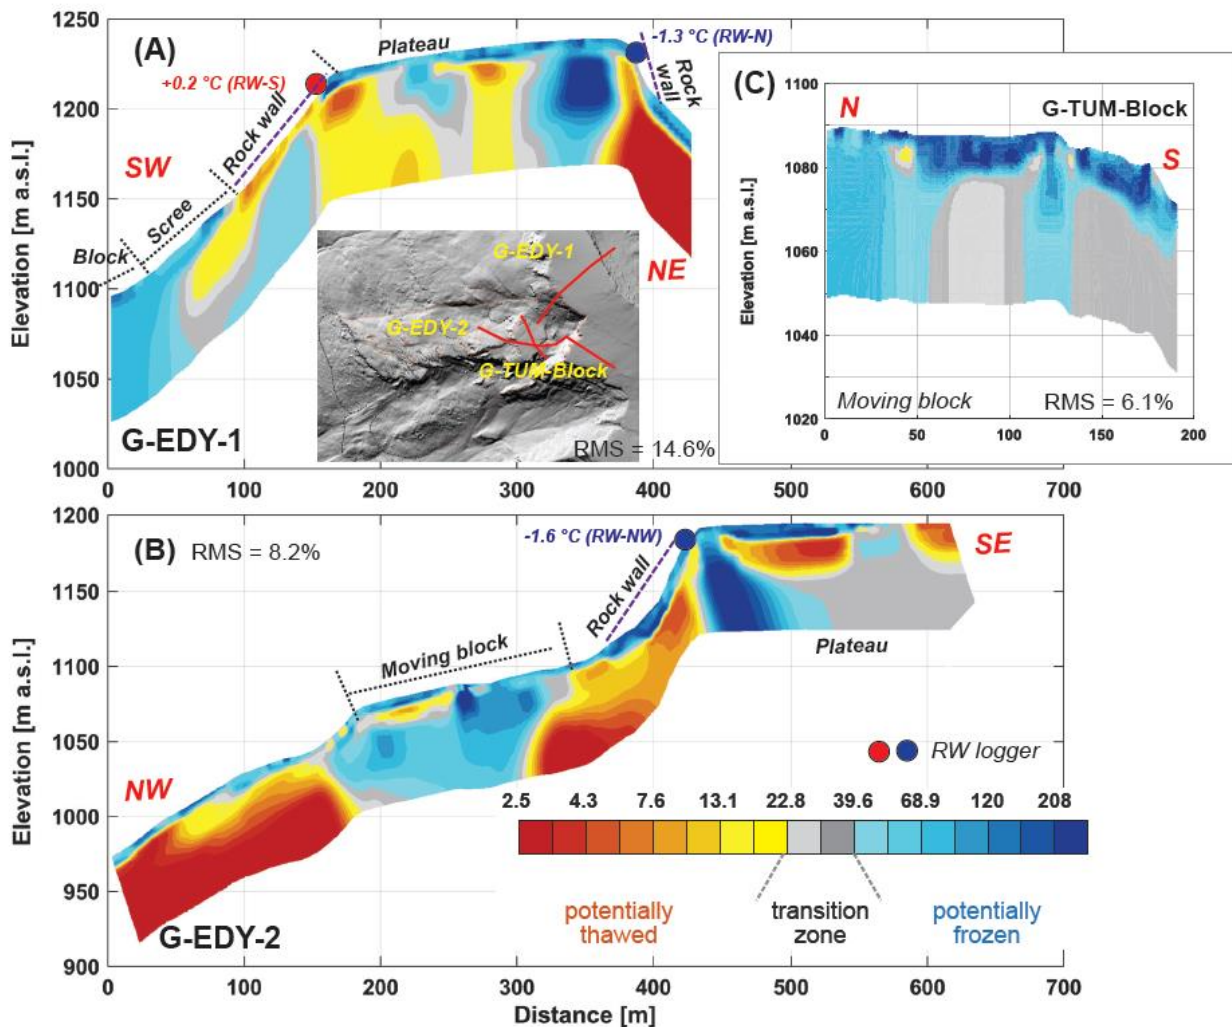 (A)
Plateau
-1.3 °C (RW-N)
+0.2 °C (RW-S)
Rock wall
Rock
wall
SW
Scree
Block
NE
G-EDY-1
RMS = 14.6%
G-EDY-1
G-EDY-2
G-TUM-Block
Elevation [m a.s.l.]
1250
1200
1150
1100
1050
1000
0
100
200
300
400
500
600
700
(C)
G-TUM-Block
N
S
Moving block
RMS = 6.1%
Elevation [m a.s.l.]
1100
1080
1060
1040
1020
0
50
100
150
200
(B)
RMS = 8.2%
-1.6 °C (RW-NW)
Rock wall
SE
Moving block
Plateau
NW
RW logger
G-EDY-2
Elevation [m a.s.l.]
1200
1150
1100
1050
1000
950
900
2.5 4.3 7.6 13.1 22.8 39.6 68.9 120 208
potentially
thawed
transition
zone
potentially
frozen
0
100
200
300
400
500
600
700
Distance [m]